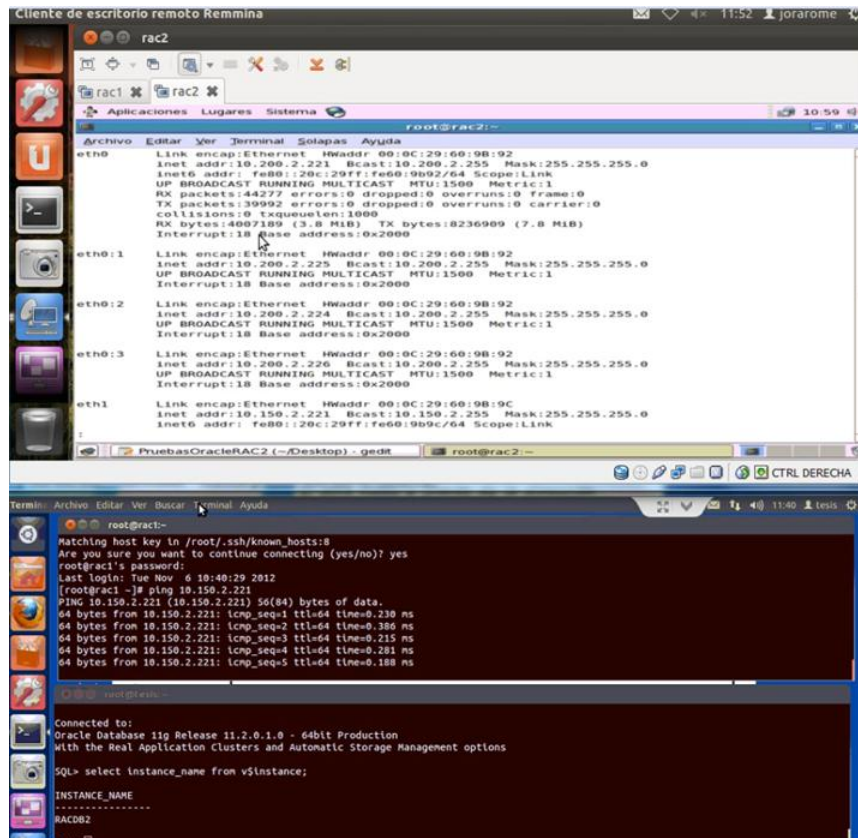 Cliente de escritorio remoto Remmina
11:52 jorarome
rac2
rac1 rac2
Aplicaciones Lugares Sistema 10:59
root@rac2:~
Archivo Editar Ver Terminal Solapas Ayuda
eth0 Link encap:Ethernet HWaddr 00:0C:29:60:9B:92
inet addr:10.200.2.221 Bcast:10.200.2.255 Mask:255.255.255.0
inet6 addr: fe80::20c:29ff:fe60:9b92/64 Scope:Link
UP BROADCAST RUNNING MULTICAST MTU:1500 Metric:1
RX packets:44277 errors:0 dropped:0 overruns:0 frame:0
TX packets:39992 errors:0 dropped:0 overruns:0 carrier:0
collisions:0 txqueuelen:1000
RX bytes:4007189 (3.8 MiB) TX bytes:8236909 (7.8 MiB)
Interrupt:18 Base address:0x2000
eth0:1 Link encap:Ethernet HWaddr 00:0C:29:60:9B:92
inet addr:10.200.2.225 Bcast:10.200.2.255 Mask:255.255.255.0
UP BROADCAST RUNNING MULTICAST MTU:1500 Metric:1
Interrupt:18 Base address:0x2000
eth0:2 Link encap:Ethernet HWaddr 00:0C:29:60:9B:92
inet addr:10.200.2.224 Bcast:10.200.2.255 Mask:255.255.255.0
UP BROADCAST RUNNING MULTICAST MTU:1500 Metric:1
Interrupt:18 Base address:0x2000
eth0:3 Link encap:Ethernet HWaddr 00:0C:29:60:9B:92
inet addr:10.200.2.226 Bcast:10.200.2.255 Mask:255.255.255.0
UP BROADCAST RUNNING MULTICAST MTU:1500 Metric:1
Interrupt:18 Base address:0x2000
eth1 Link encap:Ethernet HWaddr 00:0C:29:60:9B:9C
inet addr:10.150.2.221 Bcast:10.150.2.255 Mask:255.255.255.0
inet6 addr: fe80::20c:29ff:fe60:9b9c/64 Scope:Link
:
PruebasOracleRAC2 (~/Desktop) - gedit root@rac2:~
CTRL DERECHA
Termin: Archivo Editar Ver Buscar Terminal Ayuda 11:40 tesis
root@rac1:~
Matching host key in /root/.ssh/known_hosts:8
Are you sure you want to continue connecting (yes/no)? yes
root@rac1's password:
Last login: Tue Nov 6 10:40:29 2012
[root@rac1 ~]# ping 10.150.2.221
PING 10.150.2.221 (10.150.2.221) 56(84) bytes of data.
64 bytes from 10.150.2.221: icmp_seq=1 ttl=64 time=0.230 ms
64 bytes from 10.150.2.221: icmp_seq=2 ttl=64 time=0.386 ms
64 bytes from 10.150.2.221: icmp_seq=3 ttl=64 time=0.215 ms
64 bytes from 10.150.2.221: icmp_seq=4 ttl=64 time=0.281 ms
64 bytes from 10.150.2.221: icmp_seq=5 ttl=64 time=0.188 ms
root@tesis: ~
Connected to:
Oracle Database 11g Release 11.2.0.1.0 - 64bit Production
With the Real Application Clusters and Automatic Storage Management options
SQL> select instance_name from v$instance;
INSTANCE_NAME
----------------
RACDB2